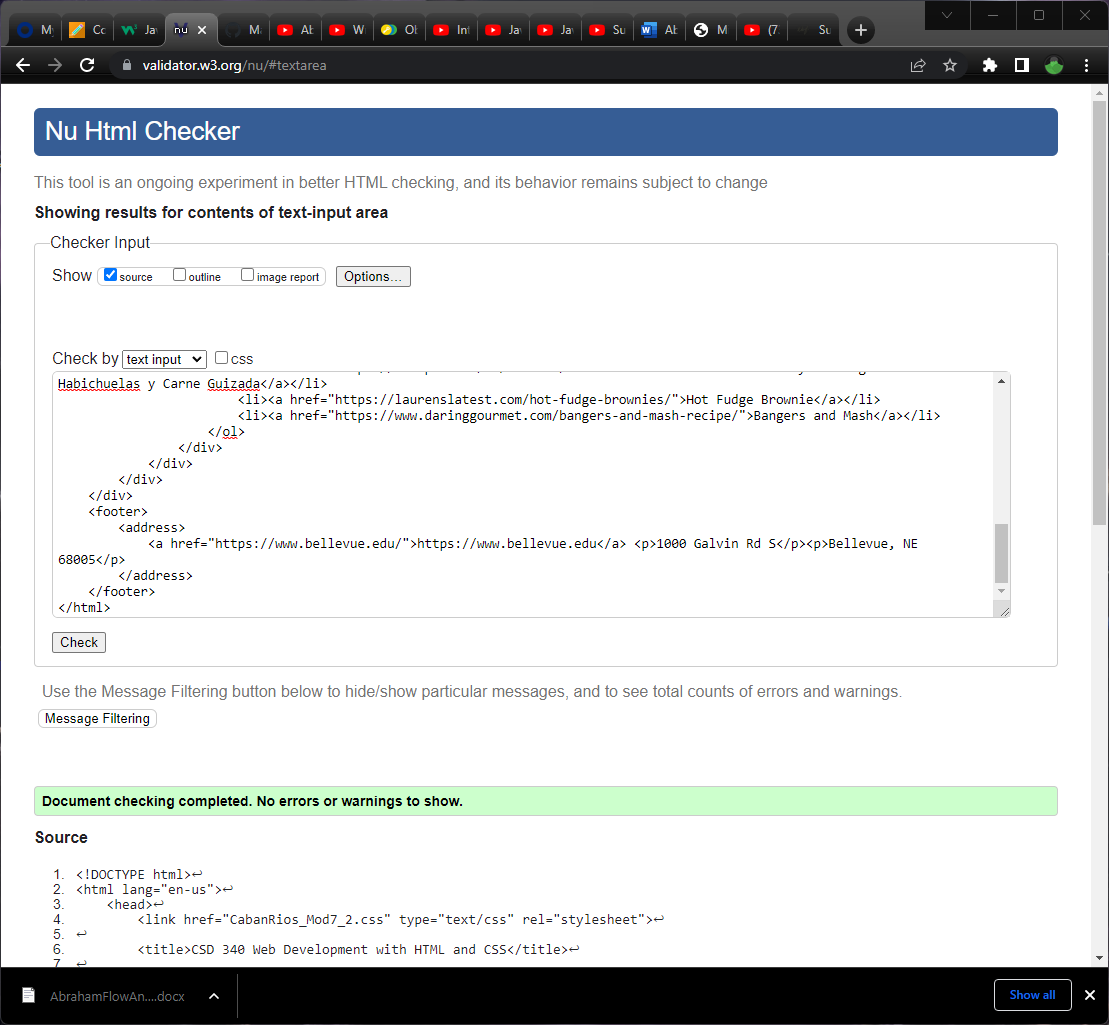 My
Co
Jav
nu
Ma
Ab
W
Ol
Int
Jav
Jav
Su
Ab
M
(7
Su
validator.w3.org/nu/#textarea
Nu Html Checker
This tool is an ongoing experiment in better HTML checking, and its behavior remains subject to change
Showing results for contents of text-input area
Checker Input
Show source outline image report Options...
Check by text input css
Habichuelas y Carne Guizada</a></li>
<li><a href="https://laurenslatest.com/hot-fudge-brownies/">Hot Fudge Brownie</a></li>
<li><a href="https://www.daringgourmet.com/bangers-and-mash-recipe/">Bangers and Mash</a></li>
</ol>
</div>
</div>
</div>
</div>
<footer>
<address>
<a href="https://www.bellevue.edu/">https://www.bellevue.edu</a> <p>1000 Galvin Rd S</p><p>Bellevue, NE
68005</p>
</address>
</footer>
</html>
Check
Use the Message Filtering button below to hide/show particular messages, and to see total counts of errors and warnings.
Message Filtering
Document checking completed. No errors or warnings to show.
Source
1. <!DOCTYPE html>↩
2. <html lang="en-us">↩
3. <head>↩
4. <link href="CabanRios_Mod7_2.css" type="text/css" rel="stylesheet">↩
5. ↩
6. <title>CSD 340 Web Development with HTML and CSS</title>↩
7. ↩
AbrahamFlowAn....docx
Show all